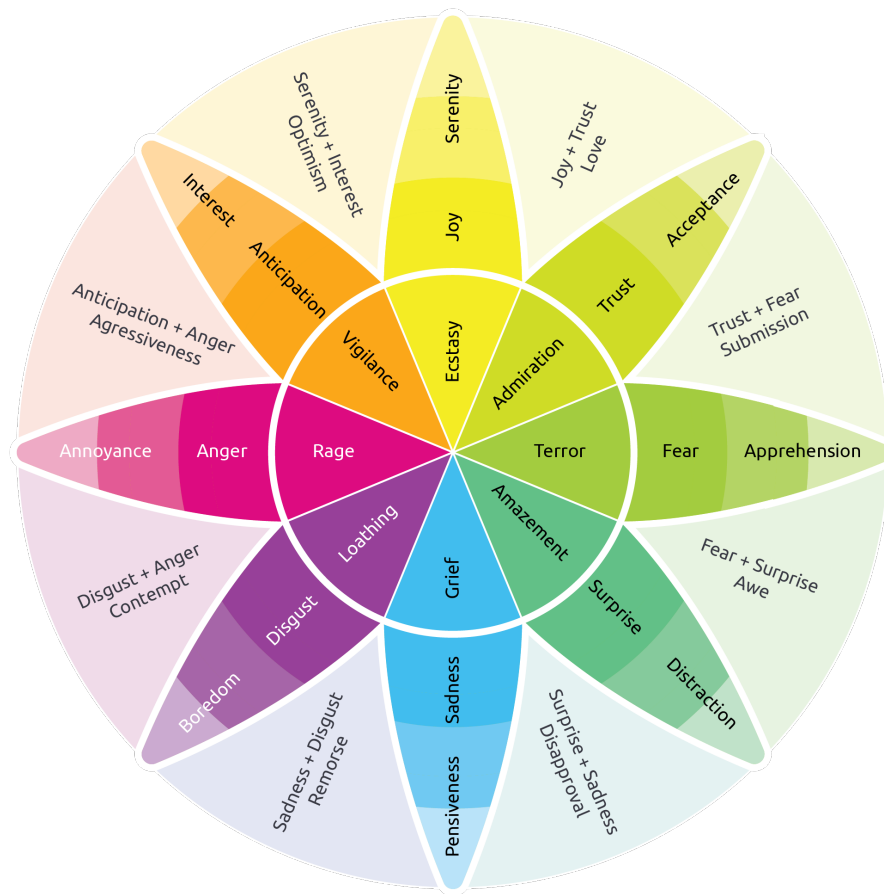 Serenity + Interest
Optimism
Serenity
Joy
Ecstasy
Joy + Trust
Love
Acceptance
Trust
Admiration
Trust + Fear
Submission
Terror
Fear
Apprehension
Fear + Surprise
Awe
Amazement
Surprise
Distraction
Surprise + Sadness
Disapproval
Grief
Sadness
Pensiveness
Sadness + Disgust
Remorse
Loathing
Disgust
Boredom
Disgust + Anger
Contempt
Annoyance
Anger
Rage
Anticipation + Anger
Agressiveness
Interest
Anticipation
Vigilance